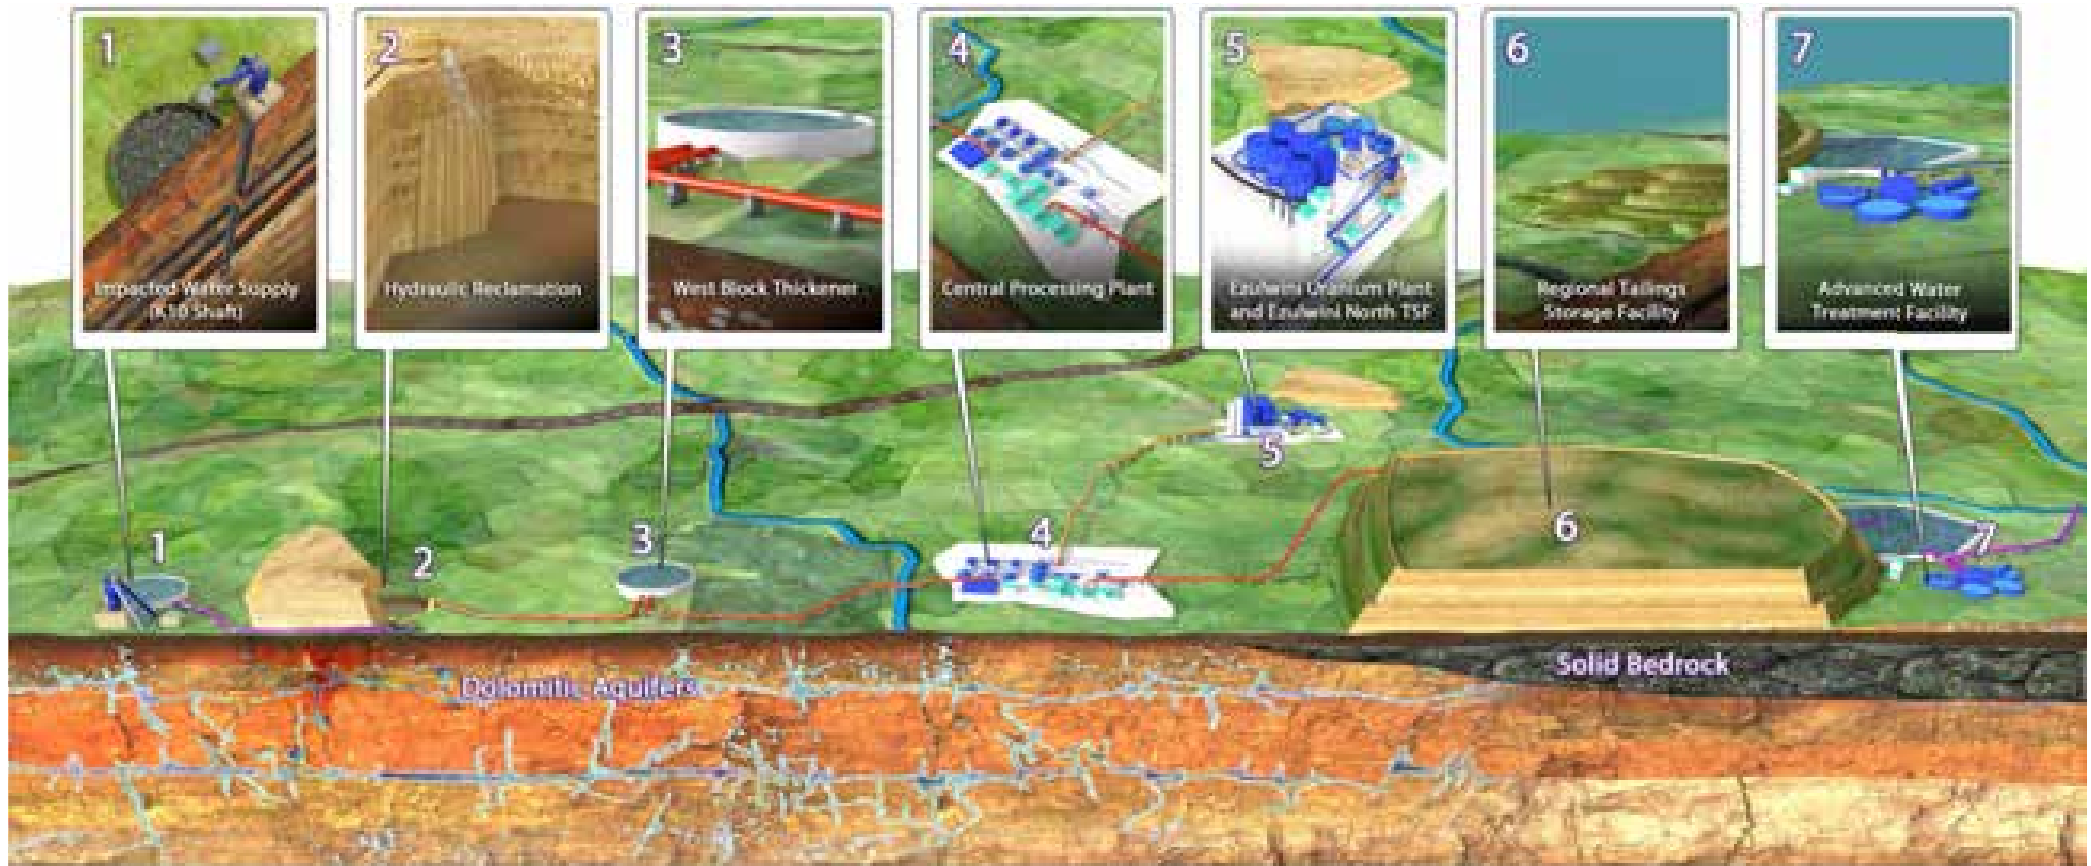 1
Impacted Water Supply
(K10 Shaft)
2
Hydraulic Reclamation
3
West Block Thickener
4
Central Processing Plant
5
Ezulwini Uranium Plant
and Ezulwini North TSF
6
Regional Tailings
Storage Facility
7
Advanced Water
Treatment Facility
1
2
3
4
5
6
7
Dolomitic Aquifers
Solid Bedrock